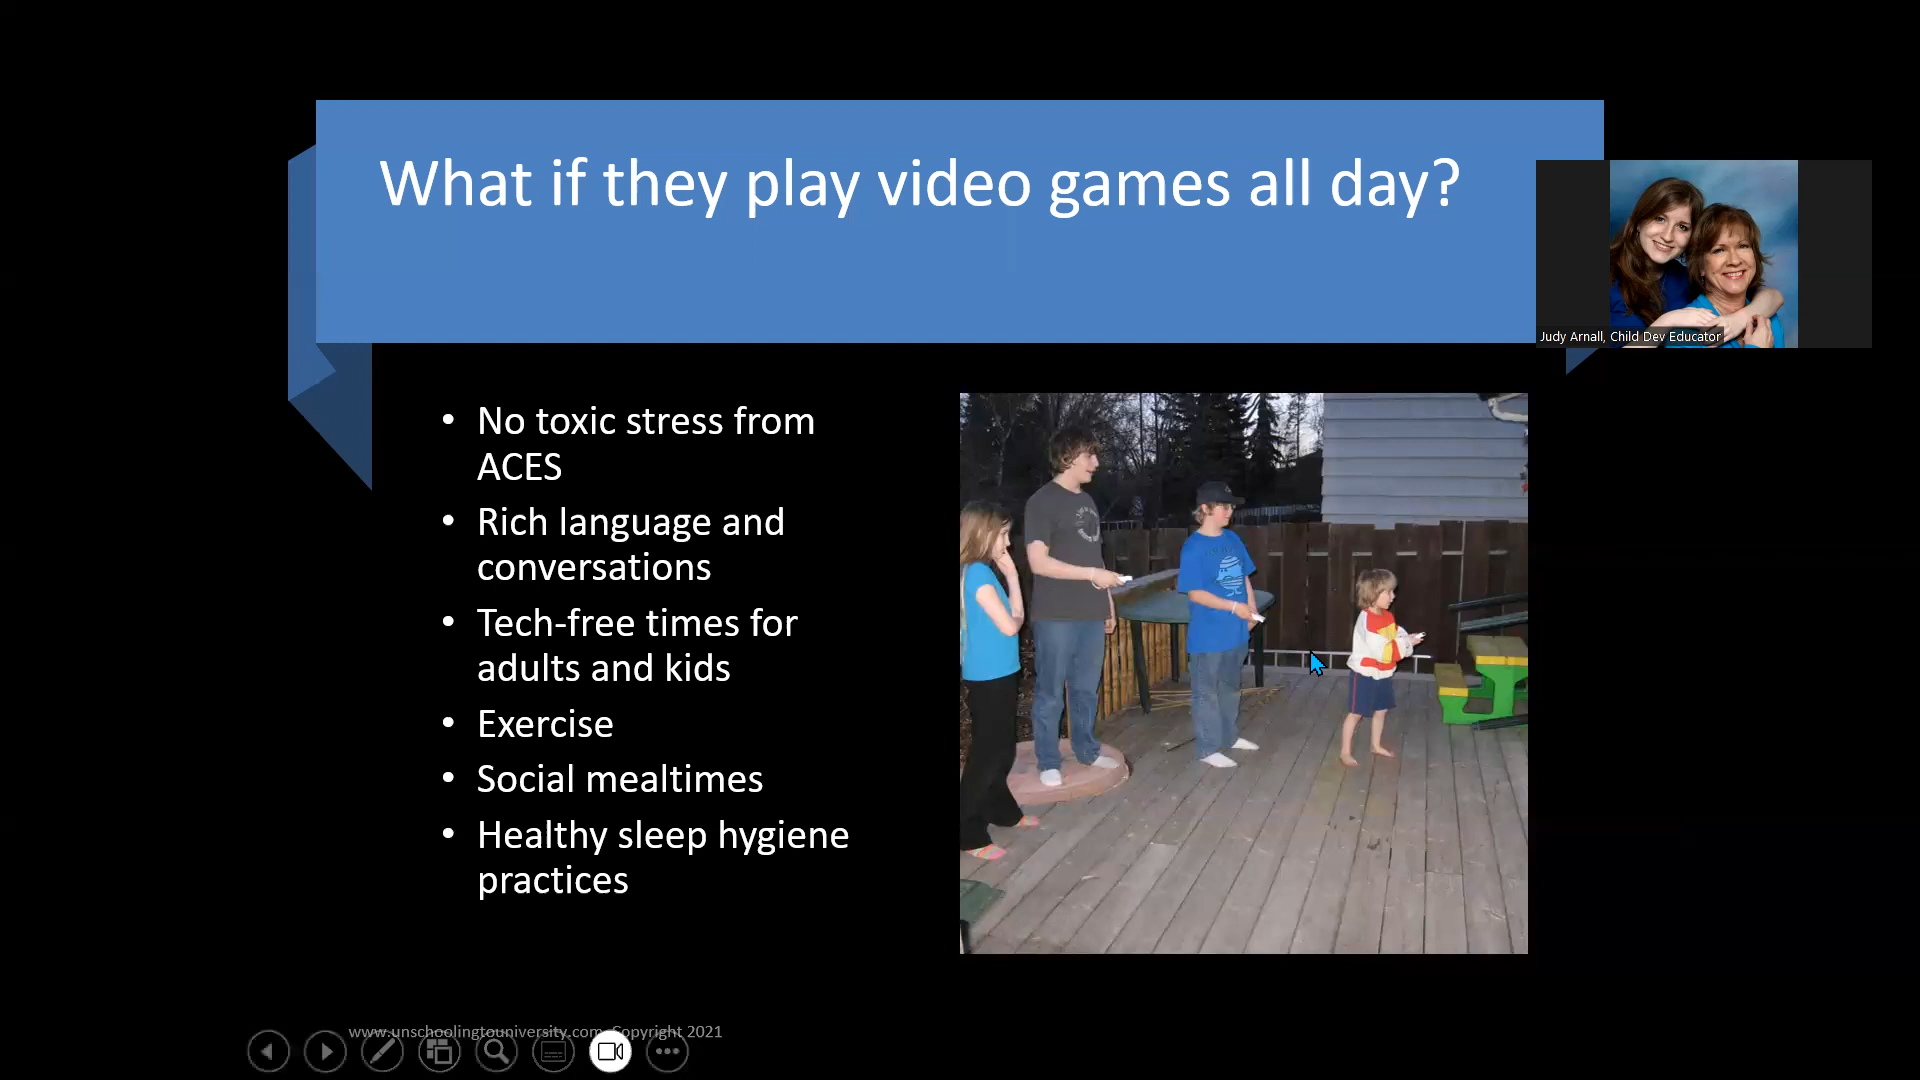 What if they play video games all day?
Judy Arnall, Child Dev Educator
• No toxic stress from
ACES
• Rich language and
conversations
• Tech-free times for
adults and kids
• Exercise
• Social mealtimes
• Healthy sleep hygiene
practices
www.unschoolingtouniversity.com Copyright 2021